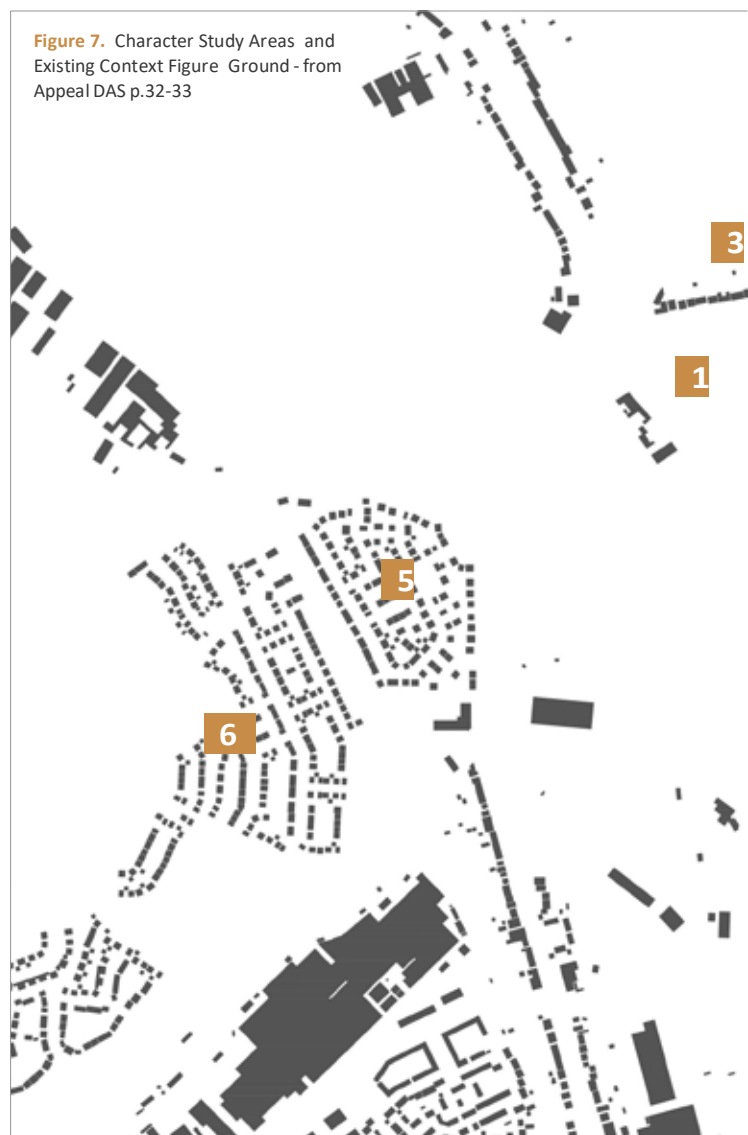 Figure 7. Character Study Areas and
Existing Context Figure Ground - from
Appeal DAS p.32-33
3
1
5
6